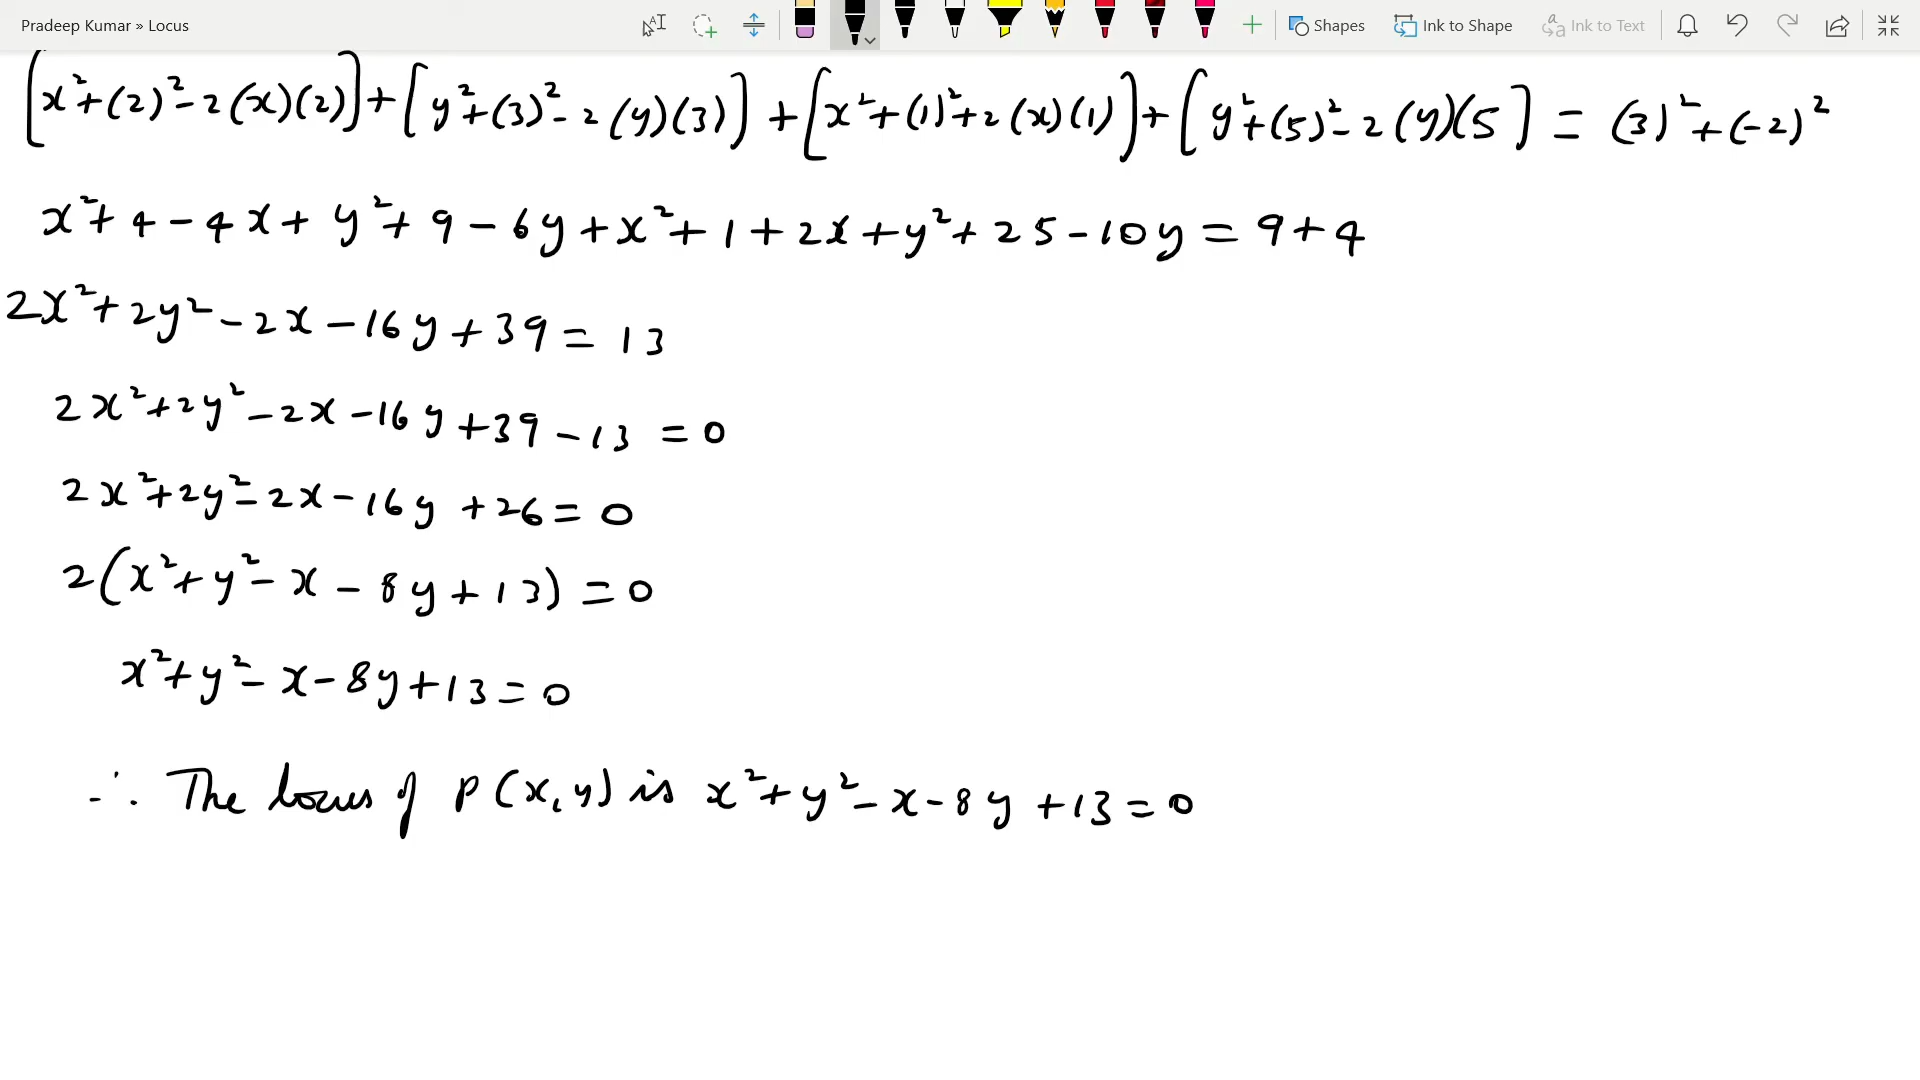 Pradeep Kumar » Locus
Shapes Ink to Shape Ink to Text
[x²+(2)²-2(x)(2)]+[y²+(3)²-2(y)(3)]+[x²+(1)²+2(x)(1)]+[y²+(5)²-2(y)(5]=(3)²+(-2)²
x²+4-4x+y²+9-6y+x²+1+2x+y²+25-10y=9+4
2x²+2y²-2x-16y+39=13
2x²+2y²-2x-16y+39-13=0
2x²+2y²-2x-16y+26=0
2(x²+y²-x-8y+13)=0
x²+y²-x-8y+13=0
∴ The locus of P(x,y) is x²+y²-x-8y+13=0